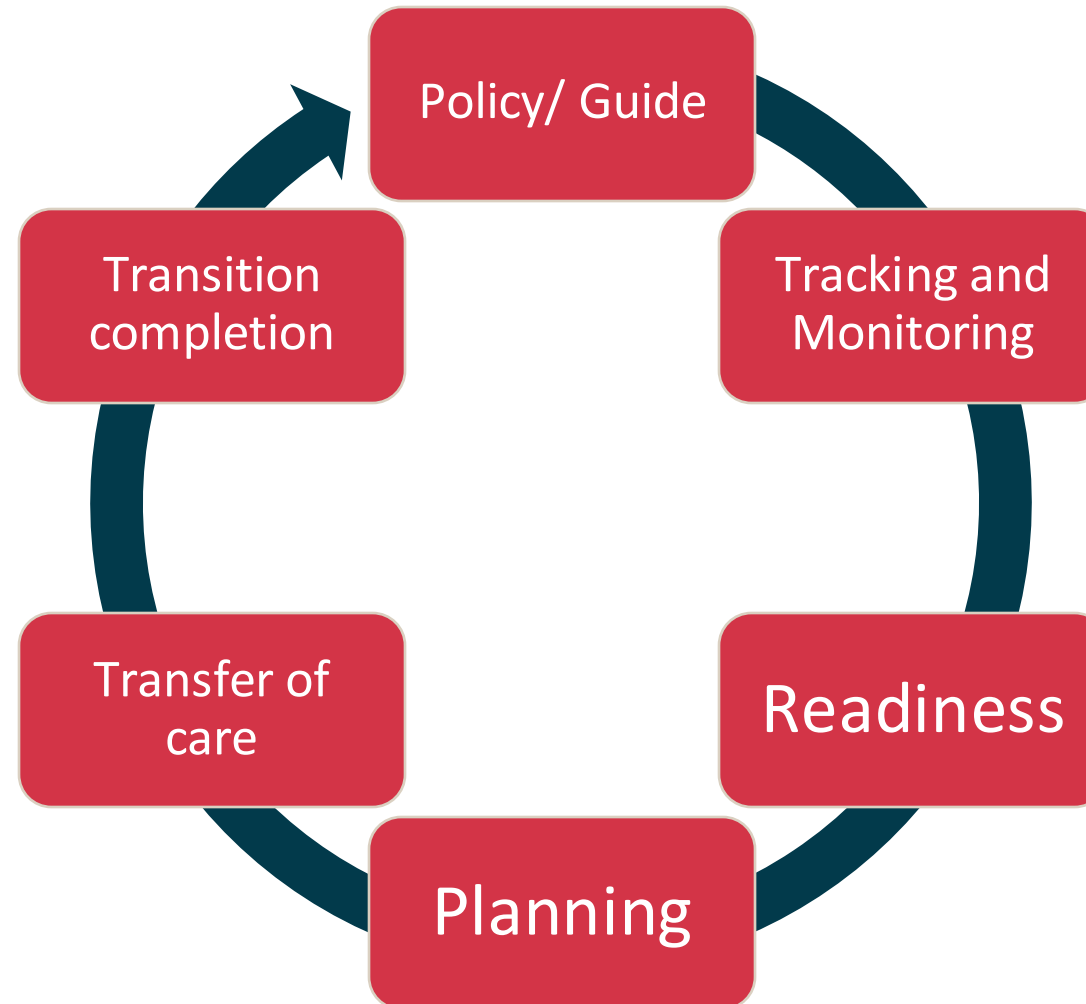 Policy/ Guide
Tracking and
Monitoring
Readiness
Planning
Transfer of
care
Transition
completion